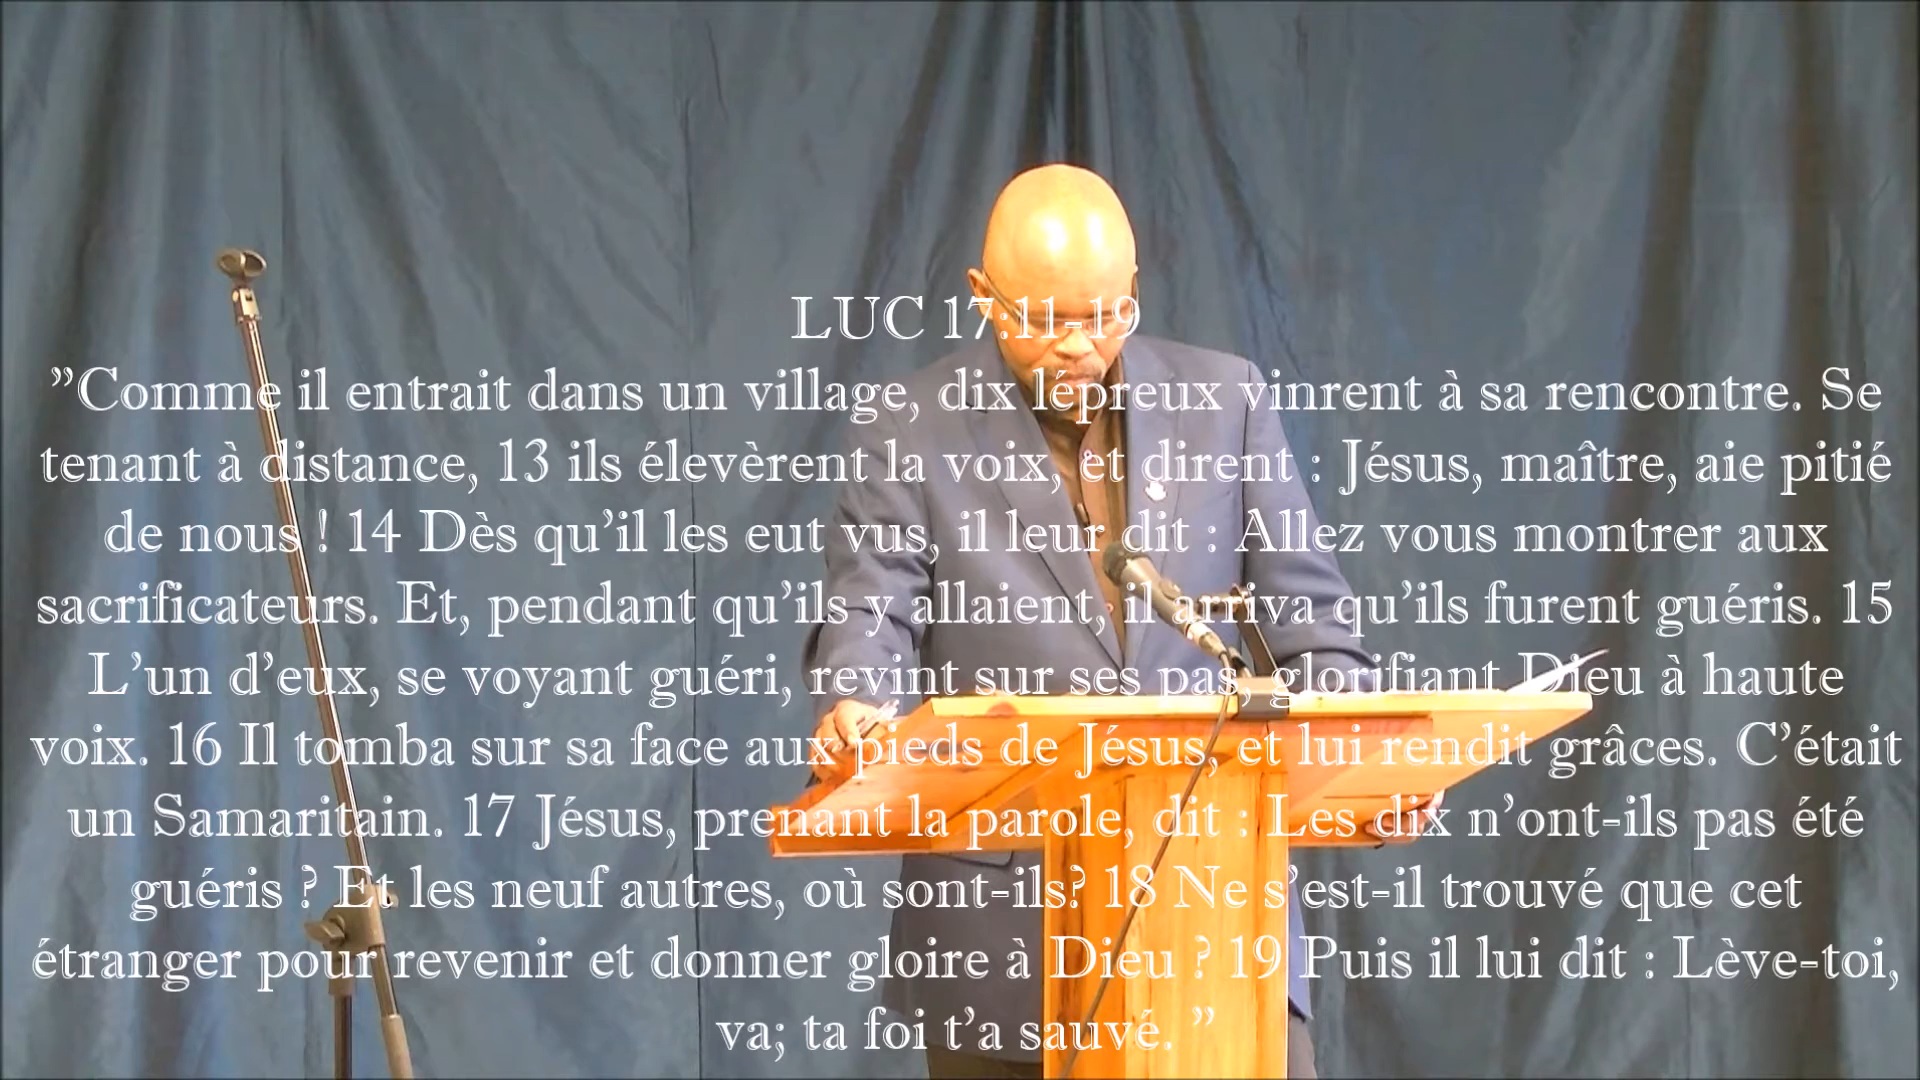 LUC 17:11-19
”Comme il entrait dans un village, dix lépreux vinrent à sa rencontre. Se
tenant à distance, 13 ils élevèrent la voix, et dirent : Jésus, maître, aie pitié
de nous ! 14 Dès qu’il les eut vus, il leur dit : Allez vous montrer aux
sacrificateurs. Et, pendant qu’ils y allaient, il arriva qu’ils furent guéris. 15
L’un d’eux, se voyant guéri, revint sur ses pas, glorifiant Dieu à haute
voix. 16 Il tomba sur sa face aux pieds de Jésus, et lui rendit grâces. C’était
un Samaritain. 17 Jésus, prenant la parole, dit : Les dix n’ont-ils pas été
guéris ? Et les neuf autres, où sont-ils? 18 Ne s’est-il trouvé que cet
étranger pour revenir et donner gloire à Dieu ? 19 Puis il lui dit : Lève-toi,
va; ta foi t’a sauvé. ”